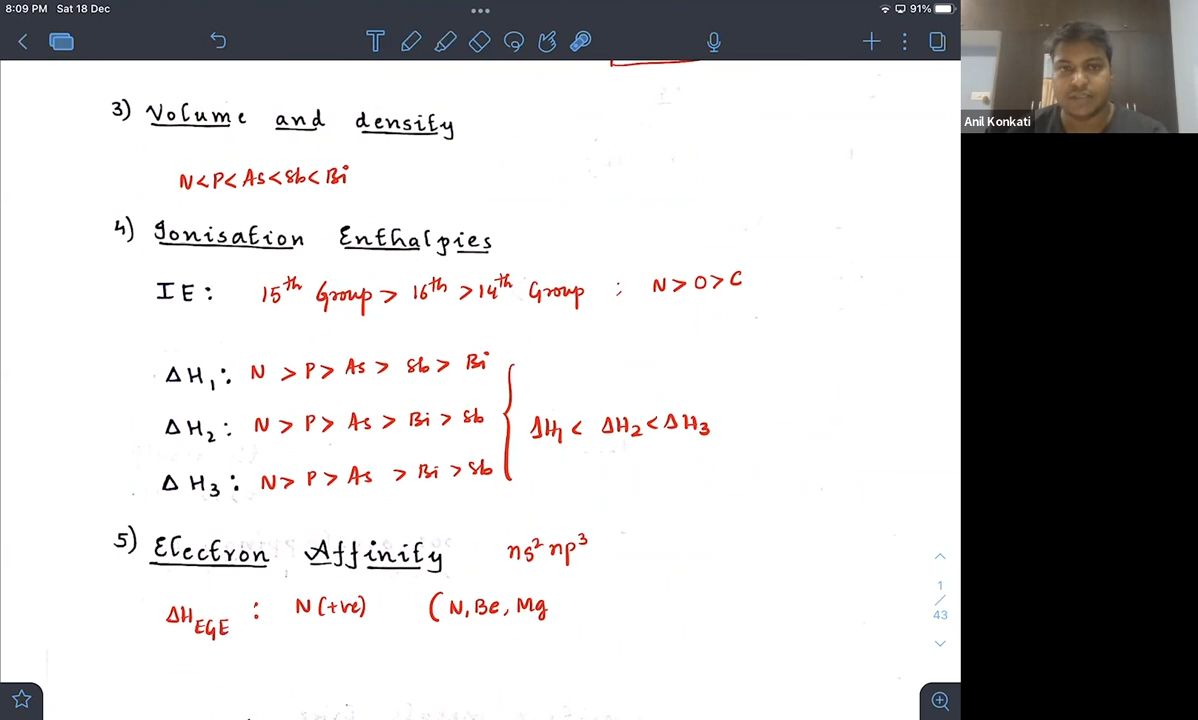 8:09 PM Sat 18 Dec
91%
Anil Konkati
3) Volume and density
N<P<As<Sb<Bi
4) Ionisation Enthalpies
IE: 15th Group > 16th > 14th Group ; N > O > C
ΔH1: N > P > As > Sb > Bi
ΔH2: N > P > As > Bi > Sb
ΔH1 < ΔH2 < ΔH3
ΔH3: N > P > As > Bi > Sb
5) Electron Affinity ns²np³
ΔHEGE : N (+ve) (N, Be, Mg
1
/
43